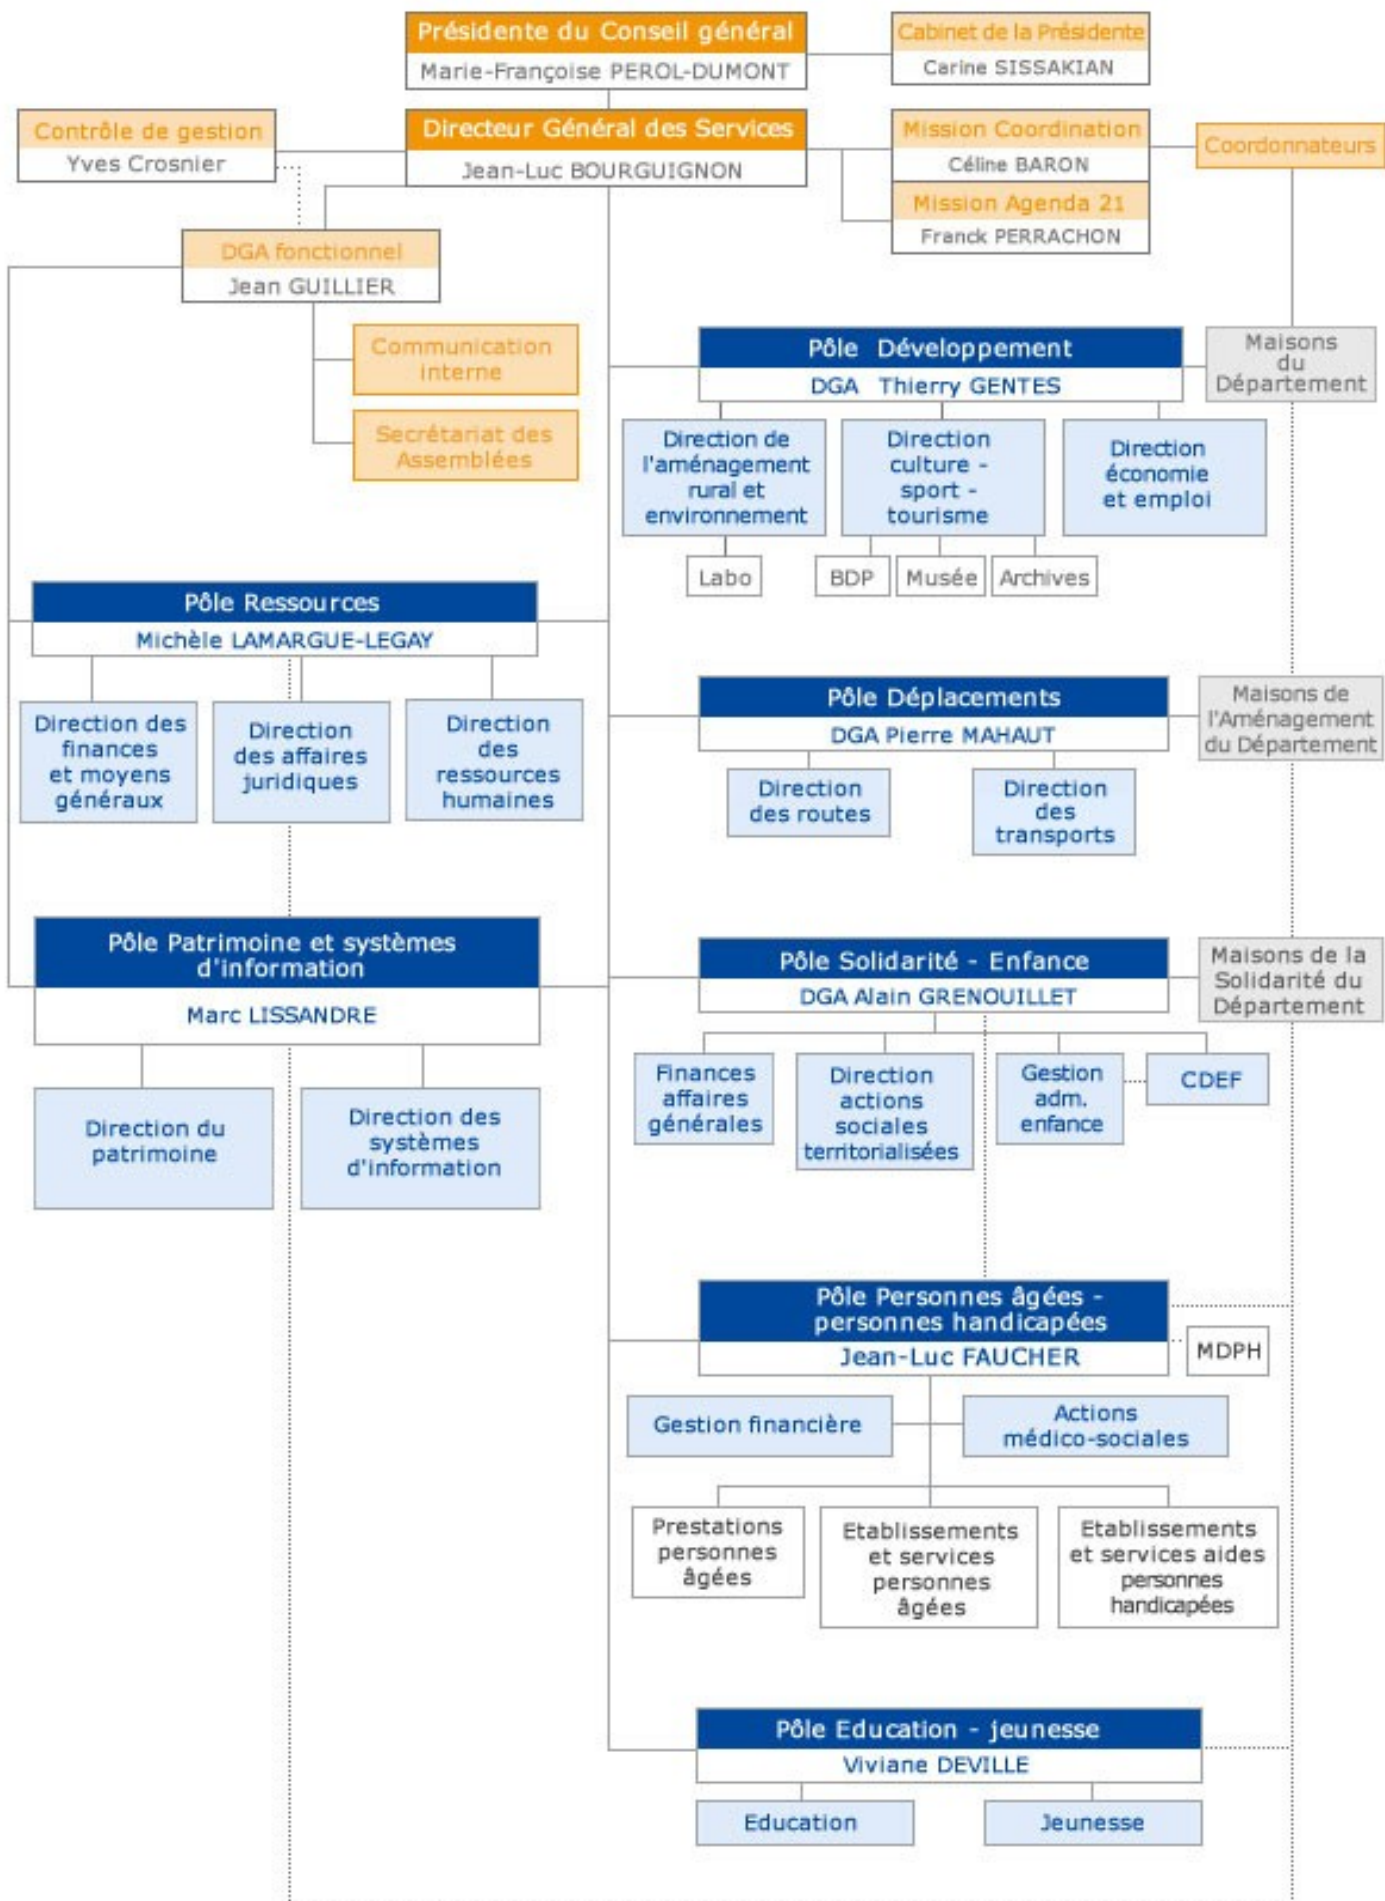 Présidente du Conseil général
Marie-Françoise PEROL-DUMONT
Cabinet de la Présidente
Carine SISSAKIAN
Contrôle de gestion
Yves Crosnier
Directeur Général des Services
Jean-Luc BOURGUIGNON
Mission Coordination
Céline BARON
Mission Agenda 21
Franck PERRACHON
Coordonnateurs
DGA fonctionnel
Jean GUILLIER
Communication
interne
Secrétariat des
Assemblées
Pôle Développement
DGA Thierry GENTES
Maisons
du
Département
Direction de
l'aménagement
rural et
environnement
Direction
culture -
sport -
tourisme
Direction
économie
et emploi
Labo
BDP
Musée
Archives
Pôle Ressources
Michèle LAMARGUE-LEGAY
Direction des
finances
et moyens
généraux
Direction
des affaires
juridiques
Direction
des
ressources
humaines
Pôle Déplacements
DGA Pierre MAHAUT
Maisons de
l'Aménagement
du Département
Direction
des routes
Direction
des
transports
Pôle Patrimoine et systèmes
d'information
Marc LISSANDRE
Direction du
patrimoine
Direction des
systèmes
d'information
Pôle Solidarité - Enfance
DGA Alain GRENOUILLET
Maisons de la
Solidarité du
Département
Finances
affaires
générales
Direction
actions
sociales
territorialisées
Gestion
adm.
enfance
CDEF
Pôle Personnes âgées -
personnes handicapées
Jean-Luc FAUCHER
MDPH
Gestion financière
Actions
médico-sociales
Prestations
personnes
âgées
Etablissements
et services
personnes
âgées
Etablissements
et services aides
personnes
handicapées
Pôle Education - jeunesse
Viviane DEVILLE
Education
Jeunesse